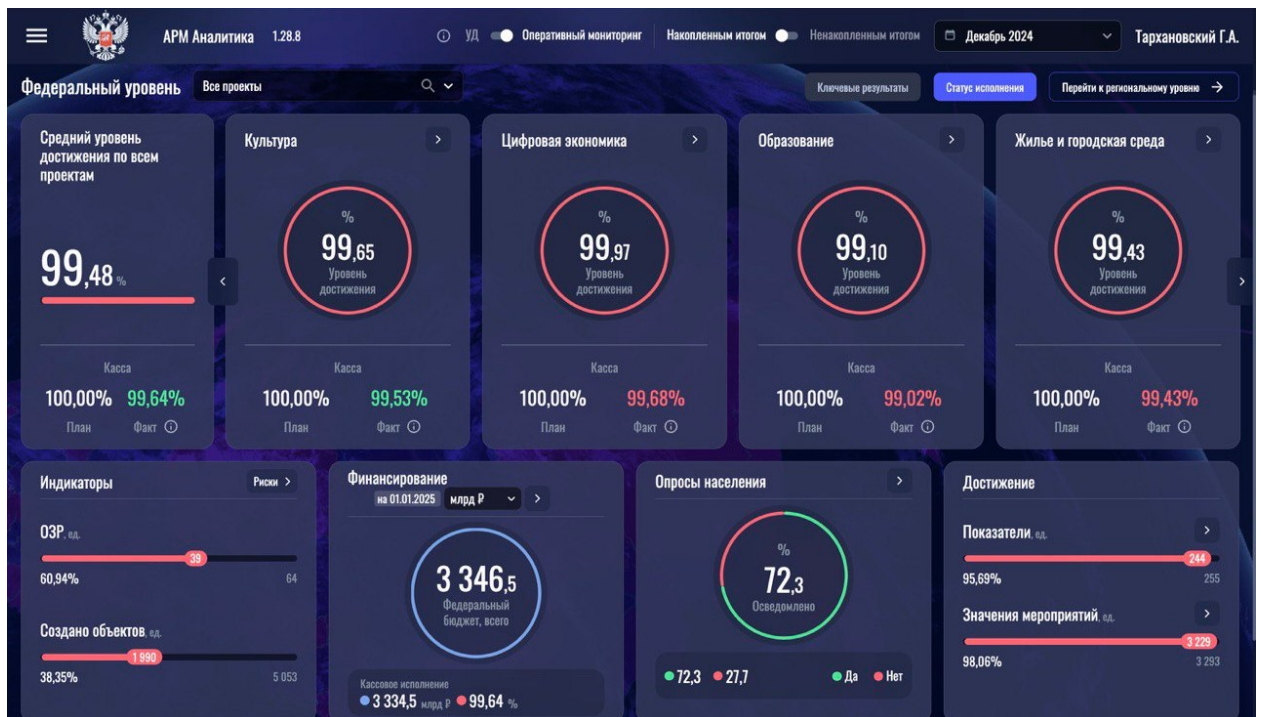 АРМ Аналитика 1.28.8
УД Оперативный мониторинг Накопленным итогом Ненакопленным итогом Декабрь 2024 Тархановский Г.А.
Федеральный уровень Все проекты Ключевые результаты Статус исполнения Перейти к региональному уровню
Средний уровень
достижения по всем
проектам
99,48 %
Касса
100,00% 99,64%
План Факт
Культура
%
99,65
Уровень
достижения
Касса
100,00% 99,53%
План Факт
Цифровая экономика
%
99,97
Уровень
достижения
Касса
100,00% 99,68%
План Факт
Образование
%
99,10
Уровень
достижения
Касса
100,00% 99,02%
План Факт
Жилье и городская среда
%
99,43
Уровень
достижения
Касса
100,00% 99,43%
План Факт
Индикаторы Риски
ОЗР, ед.
39
60,94% 64
Создано объектов, ед.
1 990
38,35% 5 053
Финансирование
на 01.01.2025 млрд ₽
3 346,5
Федеральный
бюджет, всего
Кассовое исполнение
3 334,5 млрд ₽ 99,64 %
Опросы населения
%
72,3
Осведомлено
72,3 27,7 Да Нет
Достижение
Показатели, ед.
244
95,69% 255
Значения мероприятий, ед.
3 229
98,06% 3 293